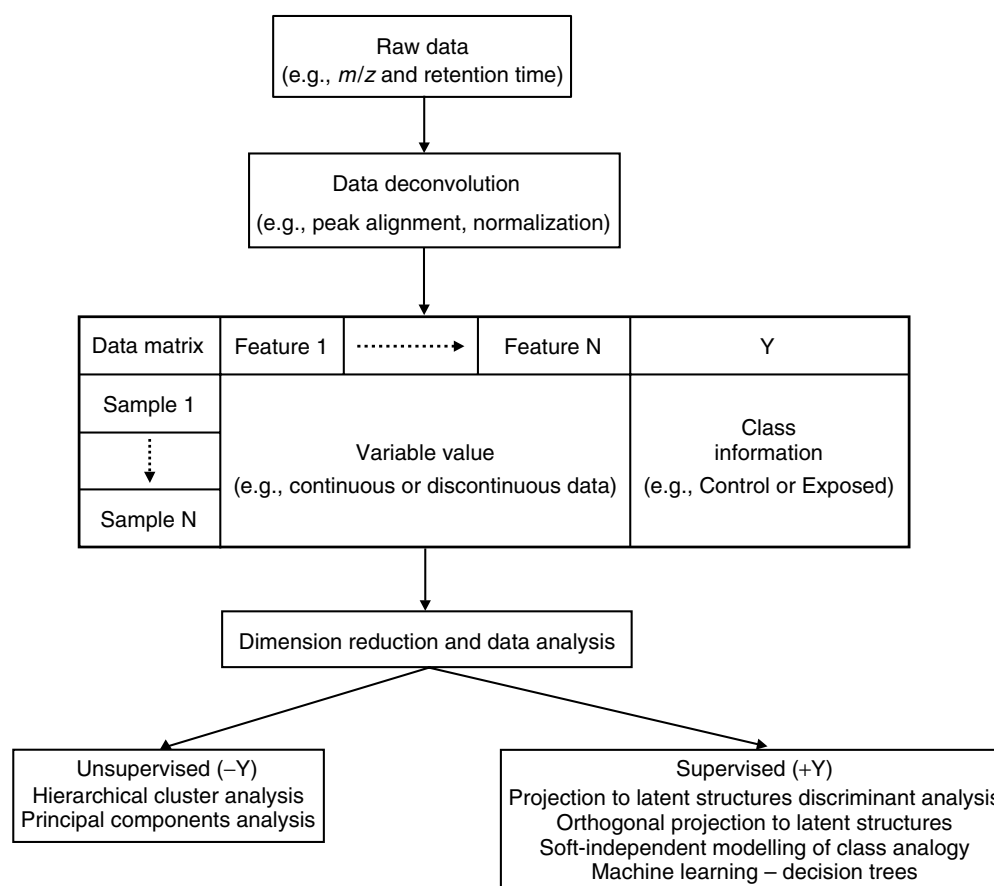 Raw data
(e.g., m/z and retention time)
Data deconvolution
(e.g., peak alignment, normalization)
Data matrix
Feature 1
Feature N
Y
Sample 1
Sample N
Variable value
(e.g., continuous or discontinuous data)
Class
information
(e.g., Control or Exposed)
Dimension reduction and data analysis
Unsupervised (−Y)
Hierarchical cluster analysis
Principal components analysis
Supervised (+Y)
Projection to latent structures discriminant analysis
Orthogonal projection to latent structures
Soft-independent modelling of class analogy
Machine learning – decision trees